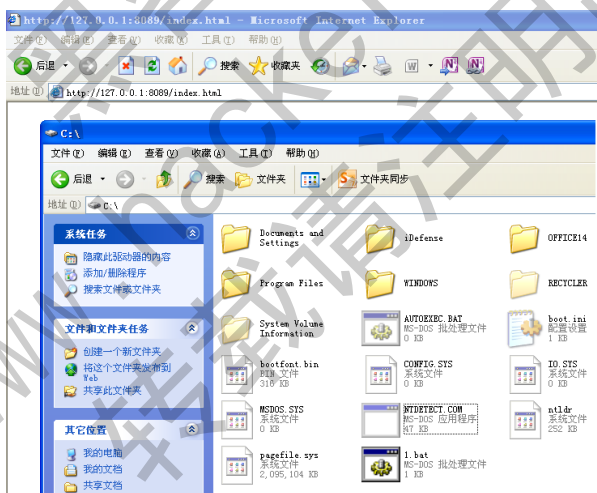 http://127.0.0.1:8089/index.html - Microsoft Internet Explorer
文件(F) 编辑(E) 查看(V) 收藏(A) 工具(T) 帮助(H)
后退 搜索 收藏夹
地址(D) http://127.0.0.1:8089/index.html
C:\
文件(F) 编辑(E) 查看(V) 收藏(A) 工具(T) 帮助(H)
后退 搜索 文件夹 文件夹同步
地址(D) C:\
系统任务
隐藏此驱动器的内容
添加/删除程序
搜索文件或文件夹
文件和文件夹任务
创建一个新文件夹
将这个文件夹发布到
Web
共享此文件夹
其它位置
我的电脑
我的文档
共享文档
Documents and
Settings
iDefense
OFFICE14
Program Files
WINDOWS
RECYCLER
System Volume
Information
AUTOEXEC.BAT
MS-DOS 批处理文件
0 KB
boot.ini
配置设置
1 KB
bootfont.bin
BIN 文件
316 KB
CONFIG.SYS
系统文件
0 KB
IO.SYS
系统文件
0 KB
MSDOS.SYS
系统文件
0 KB
NTDETECT.COM
MS-DOS 应用程序
47 KB
ntldr
系统文件
252 KB
pagefile.sys
系统文件
2,095,104 KB
1.bat
MS-DOS 批处理文件
1 KB
www.hacke
转载请注明